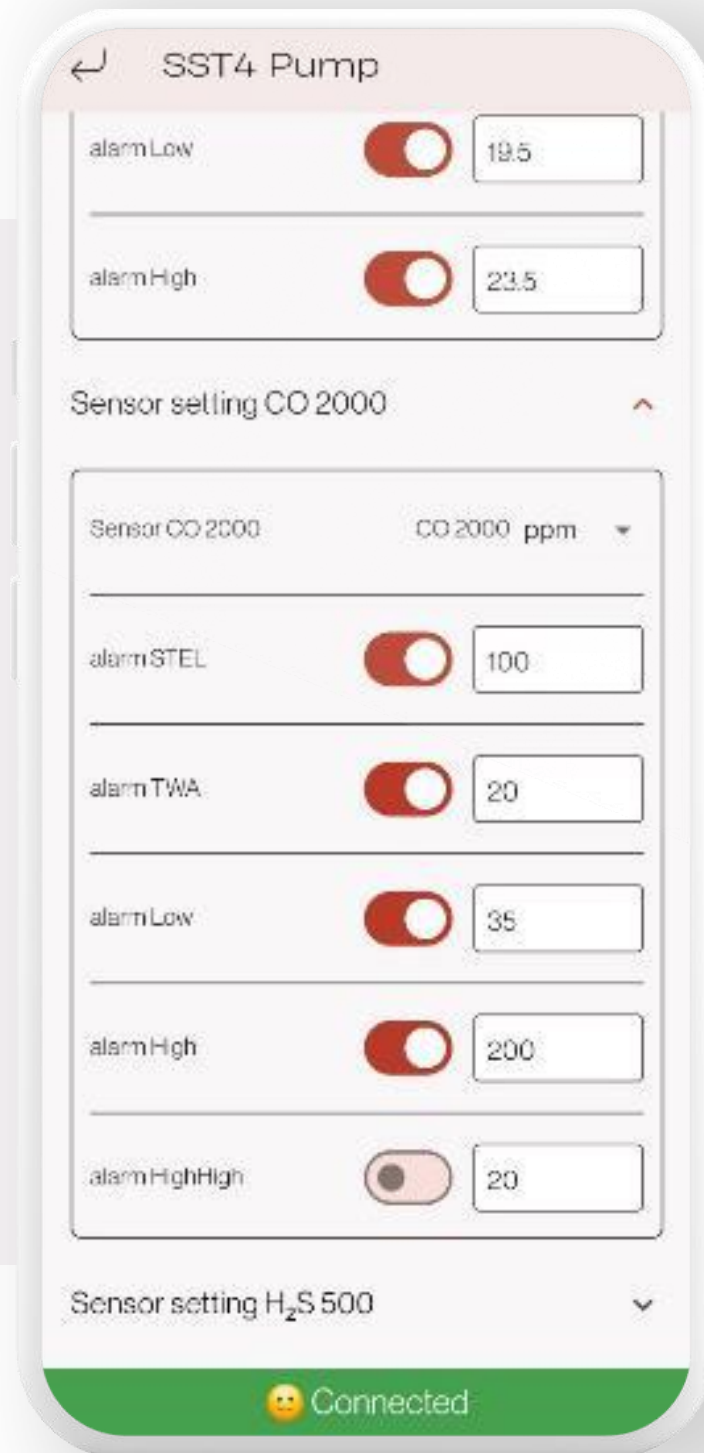 SST4 Pump
alarm Low 19.5
alarm High 23.5
Sensor setting CO 2000
Sensor CO 2000 CO 2000 ppm
alarm STEL 100
alarm TWA 20
alarm Low 35
alarm High 200
alarm HighHigh 20
Sensor setting H₂S 500
Connected